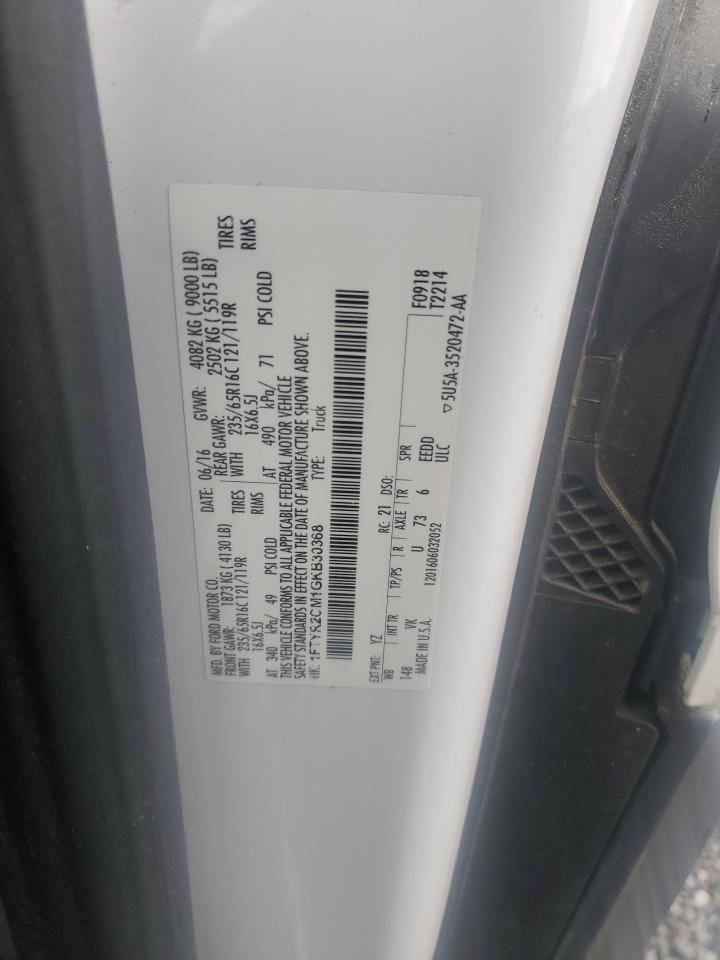 MFD. BY FORD MOTOR CO.
DATE: 06/16 GVWR: 4082 KG ( 9000 LB)
FRONT GAWR: 1873 KG ( 4130 LB)
REAR GAWR: 2502 KG ( 5515 LB)
WITH 235/65R16C 121/119R TIRES
WITH 235/65R16C 121/119R TIRES
16X6.5J RIMS
16X6.5J RIMS
AT 340 kPa/ 49 PSI COLD
AT 490 kPa/ 71 PSI COLD
THIS VEHICLE CONFORMS TO ALL APPLICABLE FEDERAL MOTOR VEHICLE
SAFETY STANDARDS IN EFFECT ON THE DATE OF MANUFACTURE SHOWN ABOVE.
VIN: 1FTYR2CM1GKB30368
TYPE: Truck
EXT PNT: YZ RC: 21 DSO: F0918
WB INT TR TP/PS R AXLE TR SPR T2214
148 VK U 73 6 EEDD
MADE IN U.S.A. 1201606032052 ULC
▽5U5A-3520472-AA